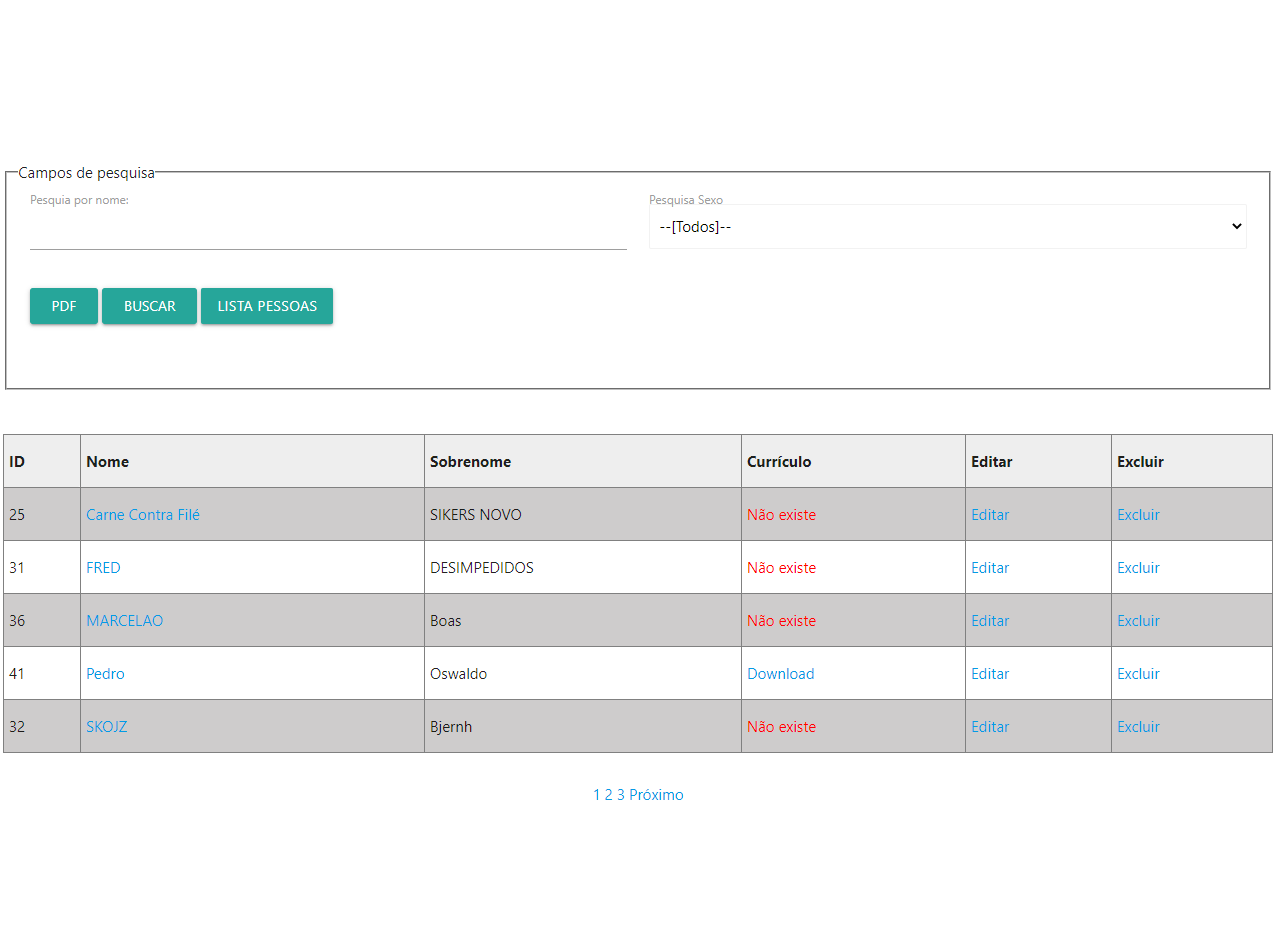 Campos de pesquisa
Pesquia por nome: Pesquisa Sexo
--[Todos]--
PDF BUSCAR LISTA PESSOAS
ID Nome Sobrenome Currículo Editar Excluir
25 Carne Contra Filé SIKERS NOVO Não existe Editar Excluir
31 FRED DESIMPEDIDOS Não existe Editar Excluir
36 MARCELAO Boas Não existe Editar Excluir
41 Pedro Oswaldo Download Editar Excluir
32 SKOJZ Bjernh Não existe Editar Excluir
1 2 3 Próximo